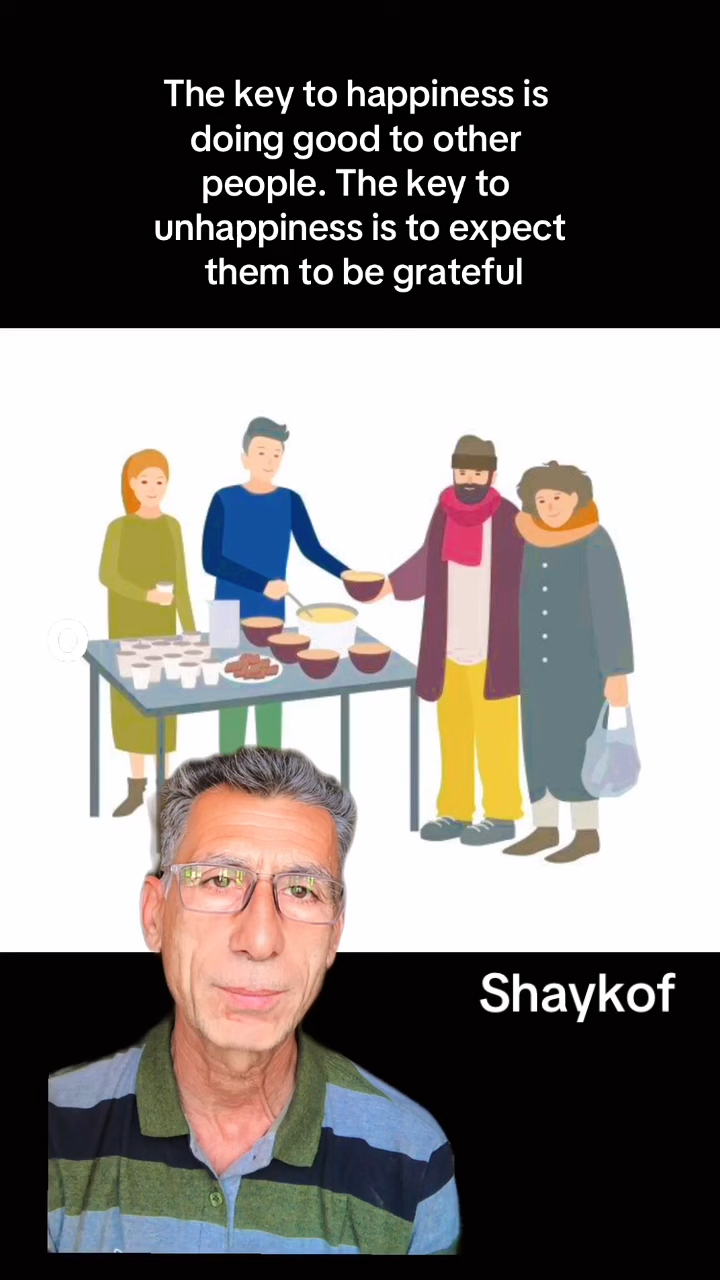 The key to happiness is
doing good to other
people. The key to
unhappiness is to expect
them to be grateful
Shaykof